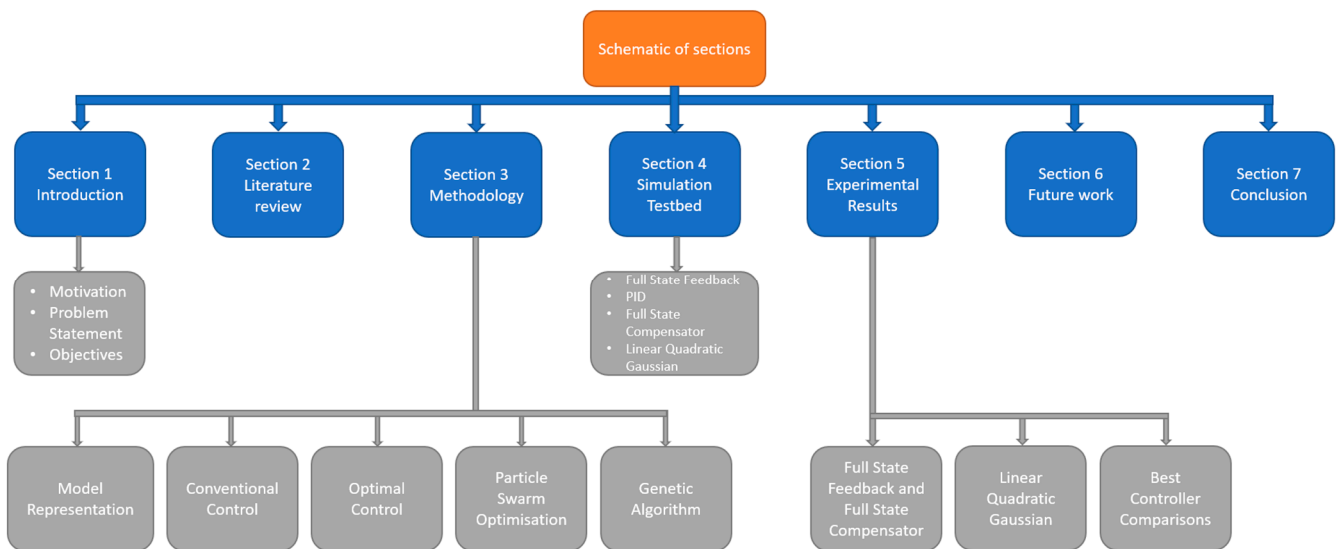 Schematic of sections
Section 1
Introduction
Section 2
Literature
review
Section 3
Methodology
Section 4
Simulation
Testbed
Section 5
Experimental
Results
Section 6
Future work
Section 7
Conclusion
• Motivation
• Problem
Statement
• Objectives
• Full State Feedback
• PID
• Full State
Compensator
• Linear Quadratic
Gaussian
Model
Representation
Conventional
Control
Optimal
Control
Particle
Swarm
Optimisation
Genetic
Algorithm
Full State
Feedback and
Full State
Compensator
Linear
Quadratic
Gaussian
Best
Controller
Comparisons